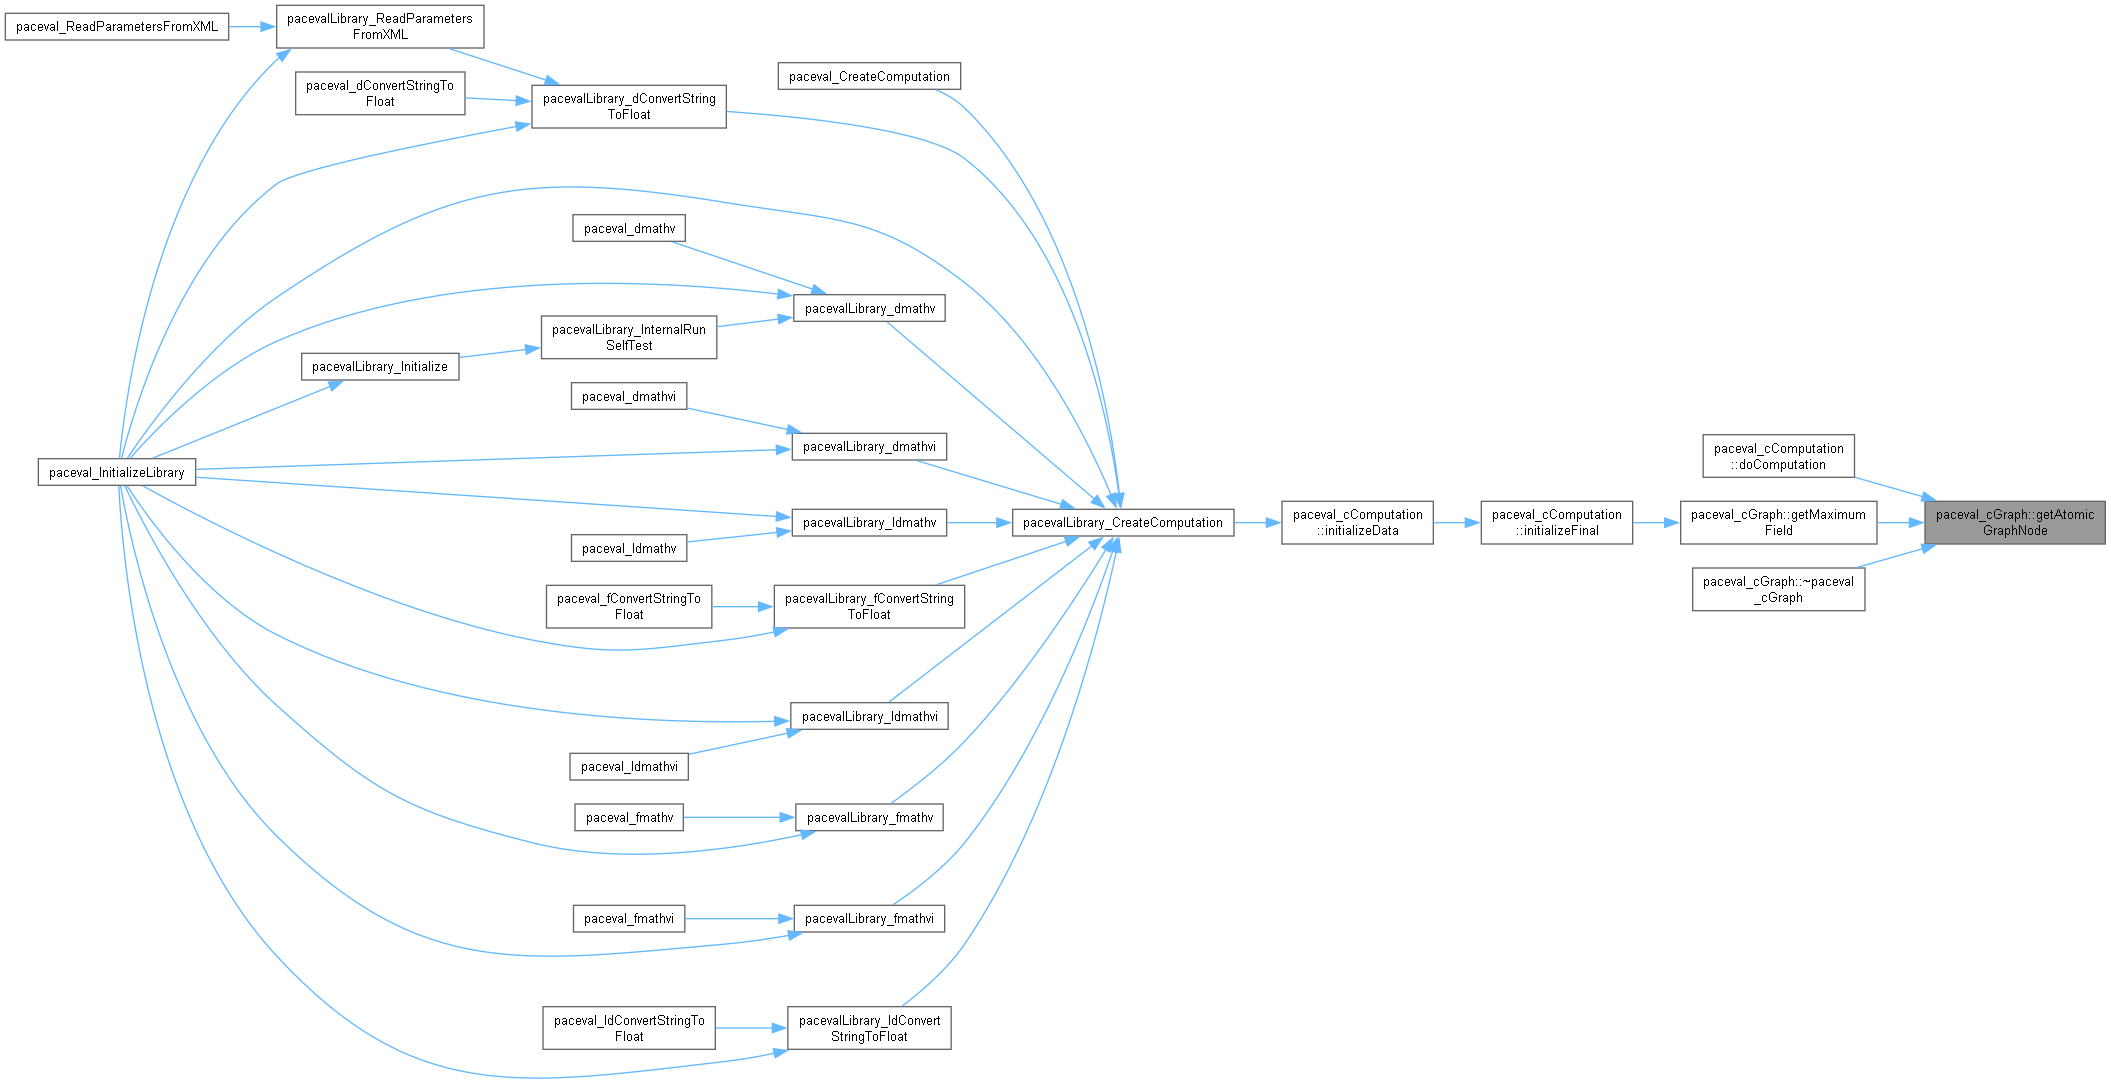 paceval_ReadParametersFromXML
pacevalLibrary_ReadParameters
FromXML
paceval_dConvertStringTo
Float
pacevalLibrary_dConvertString
ToFloat
paceval_CreateComputation
paceval_dmathv
pacevalLibrary_dmathv
pacevalLibrary_InternalRun
SelfTest
pacevalLibrary_Initialize
paceval_dmathvi
pacevalLibrary_dmathvi
paceval_InitializeLibrary
pacevalLibrary_ldmathv
paceval_ldmathv
pacevalLibrary_CreateComputation
paceval_cComputation
::initializeData
paceval_cComputation
::initializeFinal
paceval_cComputation
::doComputation
paceval_cGraph::getMaximum
Field
paceval_cGraph::~paceval
_cGraph
paceval_cGraph::getAtomic
GraphNode
paceval_fConvertStringTo
Float
pacevalLibrary_fConvertString
ToFloat
pacevalLibrary_ldmathvi
paceval_ldmathvi
paceval_fmathv
pacevalLibrary_fmathv
paceval_fmathvi
pacevalLibrary_fmathvi
paceval_ldConvertStringTo
Float
pacevalLibrary_ldConvert
StringToFloat